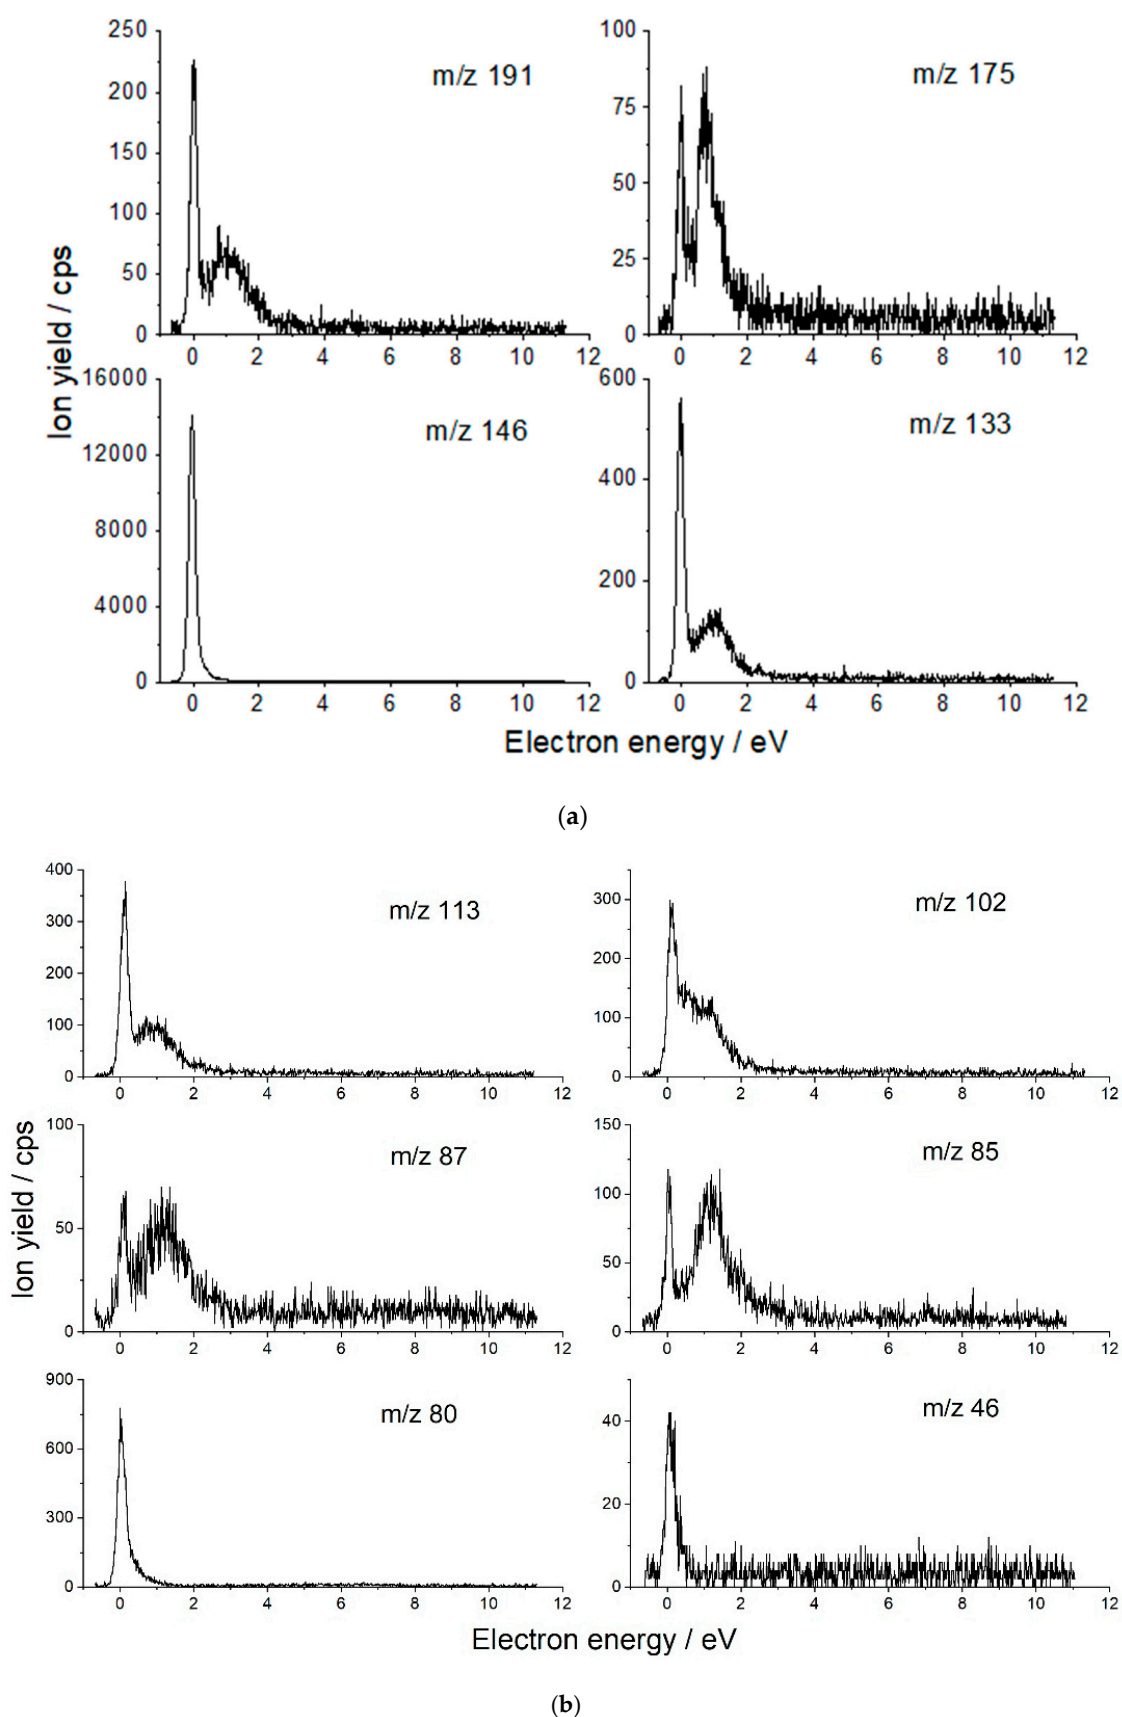 250
200
150
100
50
0
m/z 191
0 2 4 6 8 10 12
100
75
50
25
0
m/z 175
0 2 4 6 8 10 12
Ion yield / cps
16000
12000
8000
4000
0
m/z 146
0 2 4 6 8 10 12
600
400
200
0
m/z 133
0 2 4 6 8 10 12
Electron energy / eV
(a)
400
300
200
100
0
m/z 113
0 2 4 6 8 10 12
300
200
100
0
m/z 102
0 2 4 6 8 10 12
Ion yield / cps
100
50
0
m/z 87
0 2 4 6 8 10 12
150
100
50
0
m/z 85
0 2 4 6 8 10 12
900
600
300
0
m/z 80
0 2 4 6 8 10 12
40
20
0
m/z 46
0 2 4 6 8 10 12
Electron energy / eV
(b)